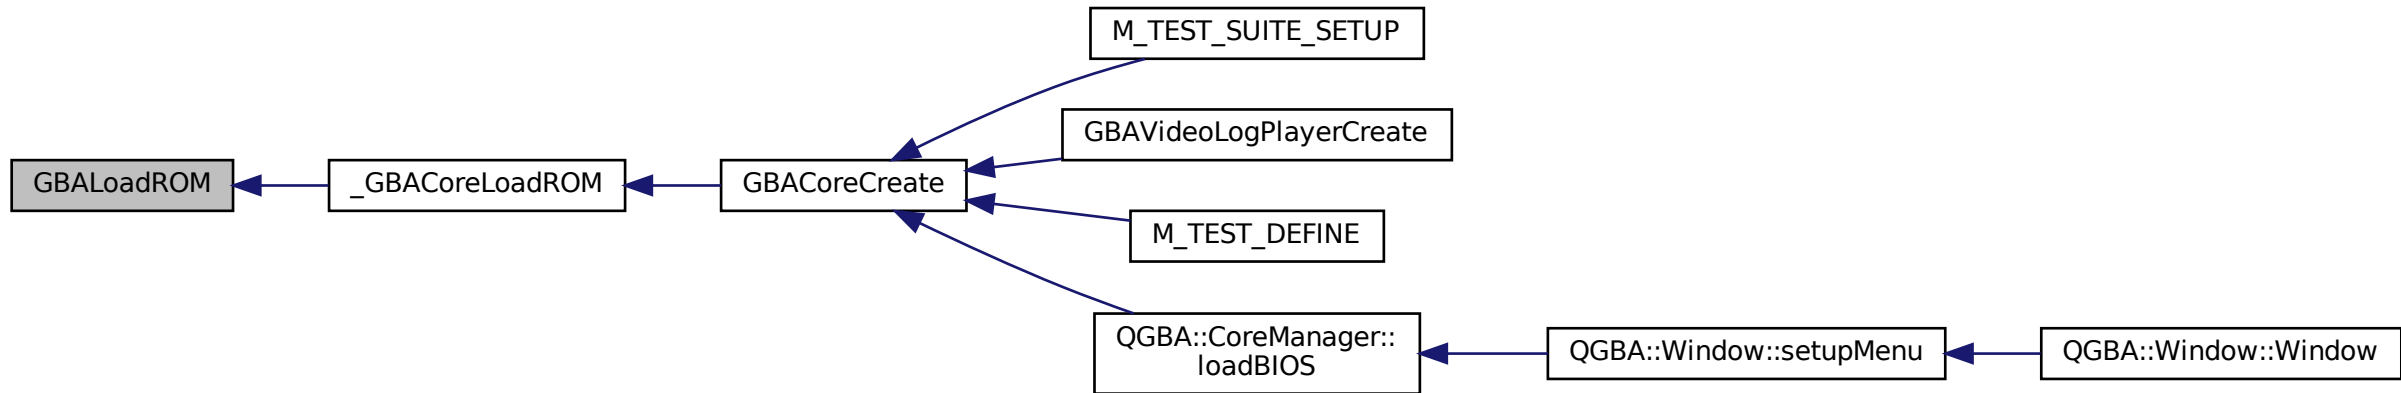 M_TEST_SUITE_SETUP
GBAVideoLogPlayerCreate
GBALoadROM
_GBACoreLoadROM
GBACoreCreate
M_TEST_DEFINE
QGBA::CoreManager::
loadBIOS
QGBA::Window::setupMenu
QGBA::Window::Window